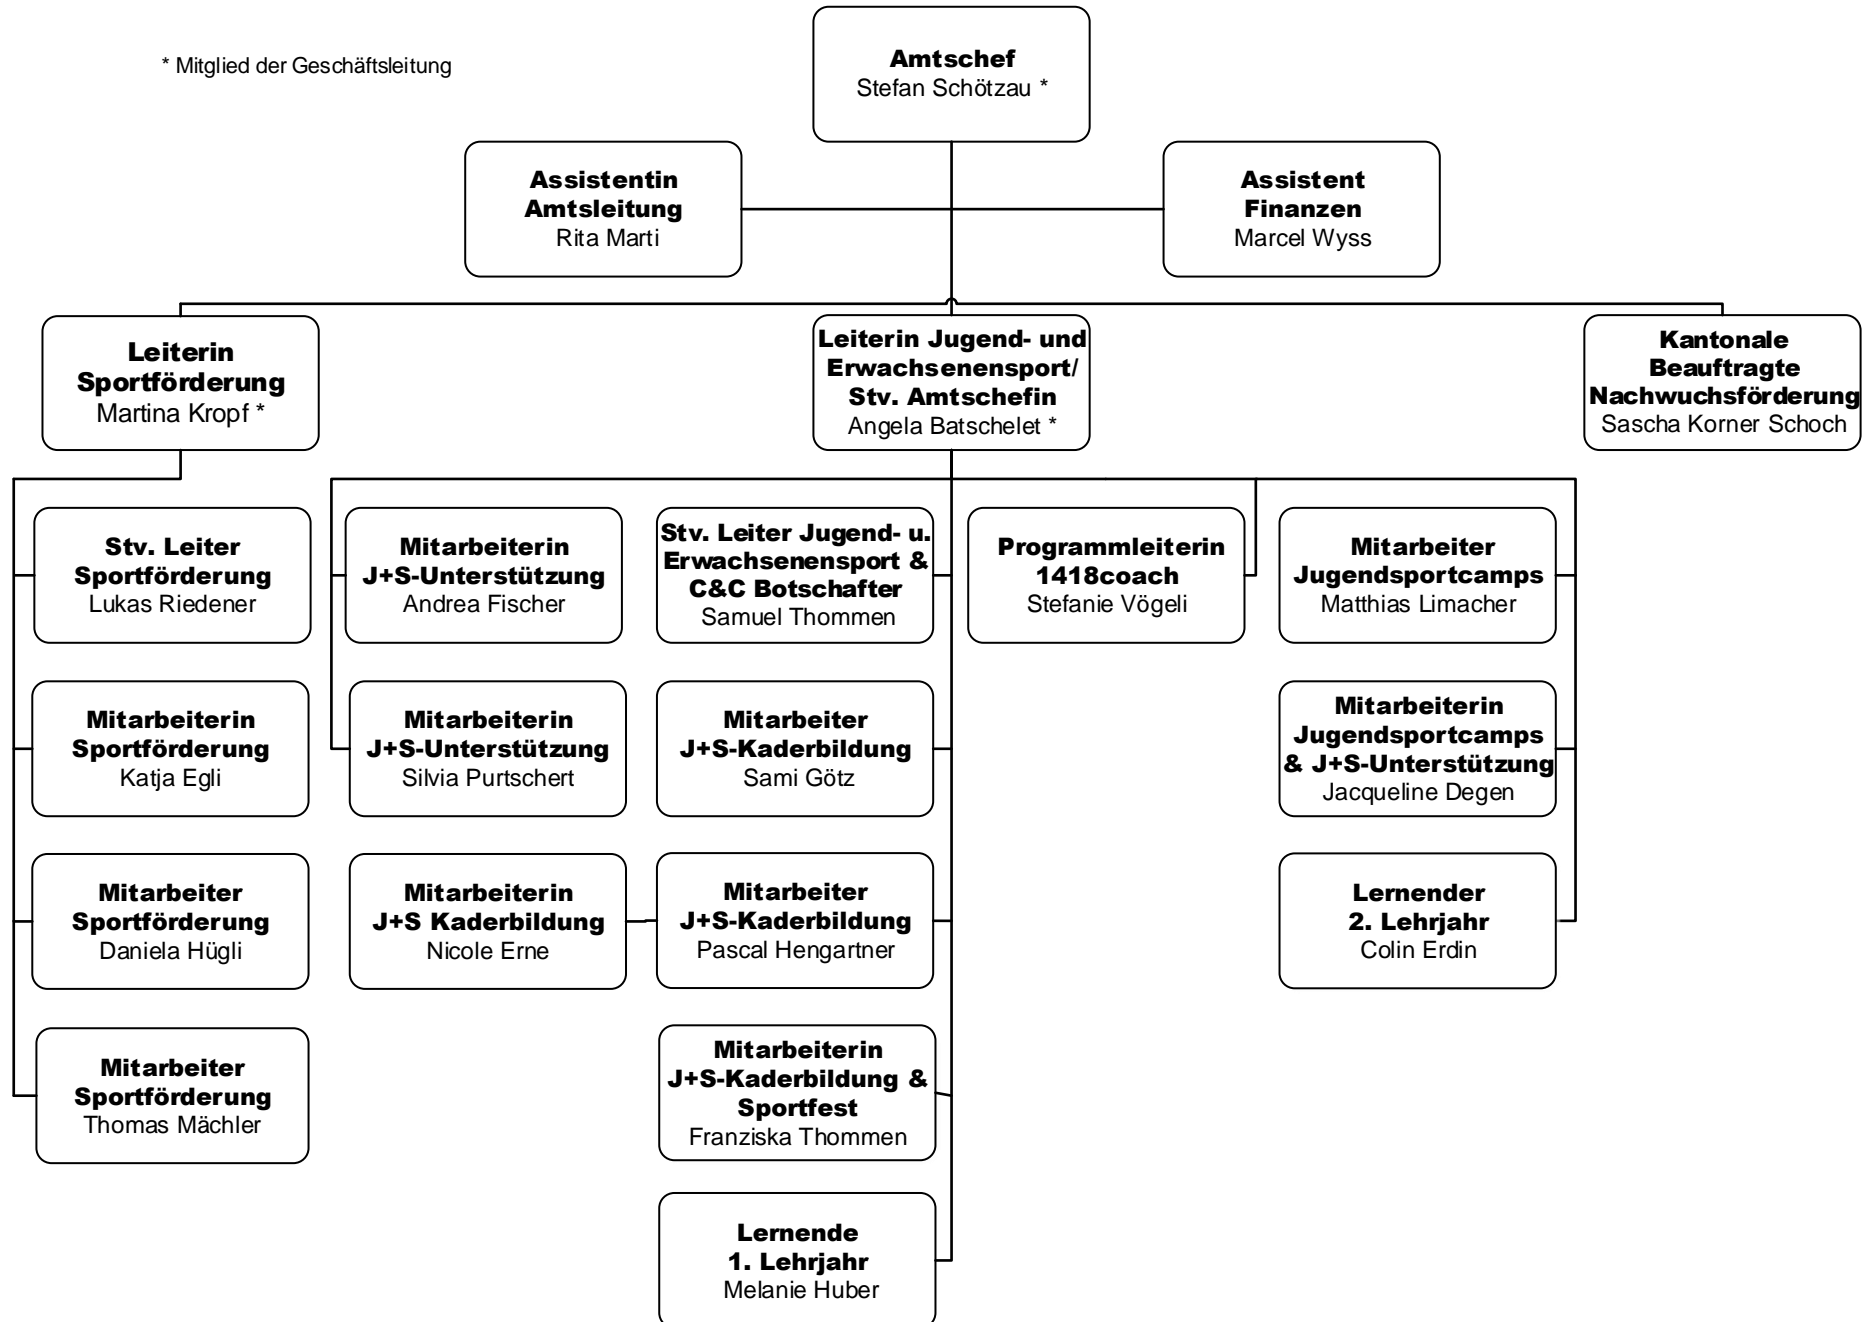 * Mitglied der Geschäftsleitung
Amtschef
Stefan Schötzau *
Assistentin
Amtsleitung
Rita Marti
Assistent
Finanzen
Marcel Wyss
Leiterin
Sportförderung
Martina Kropf *
Leiterin Jugend- und
Erwachsenensport/
Stv. Amtschefin
Angela Batschelet *
Kantonale
Beauftragte
Nachwuchsförderung
Sascha Korner Schoch
Stv. Leiter
Sportförderung
Lukas Riedener
Mitarbeiterin
J+S-Unterstützung
Andrea Fischer
Stv. Leiter Jugend- u.
Erwachsenensport &
C&C Botschafter
Samuel Thommen
Programmleiterin
1418coach
Stefanie Vögeli
Mitarbeiter
Jugendsportcamps
Matthias Limacher
Mitarbeiterin
Sportförderung
Katja Egli
Mitarbeiterin
J+S-Unterstützung
Silvia Purtschert
Mitarbeiter
J+S-Kaderbildung
Sami Götz
Mitarbeiterin
Jugendsportcamps
& J+S-Unterstützung
Jacqueline Degen
Mitarbeiter
Sportförderung
Daniela Hügli
Mitarbeiterin
J+S Kaderbildung
Nicole Erne
Mitarbeiter
J+S-Kaderbildung
Pascal Hengartner
Lernender
2. Lehrjahr
Colin Erdin
Mitarbeiter
Sportförderung
Thomas Mächler
Mitarbeiterin
J+S-Kaderbildung &
Sportfest
Franziska Thommen
Lernende
1. Lehrjahr
Melanie Huber